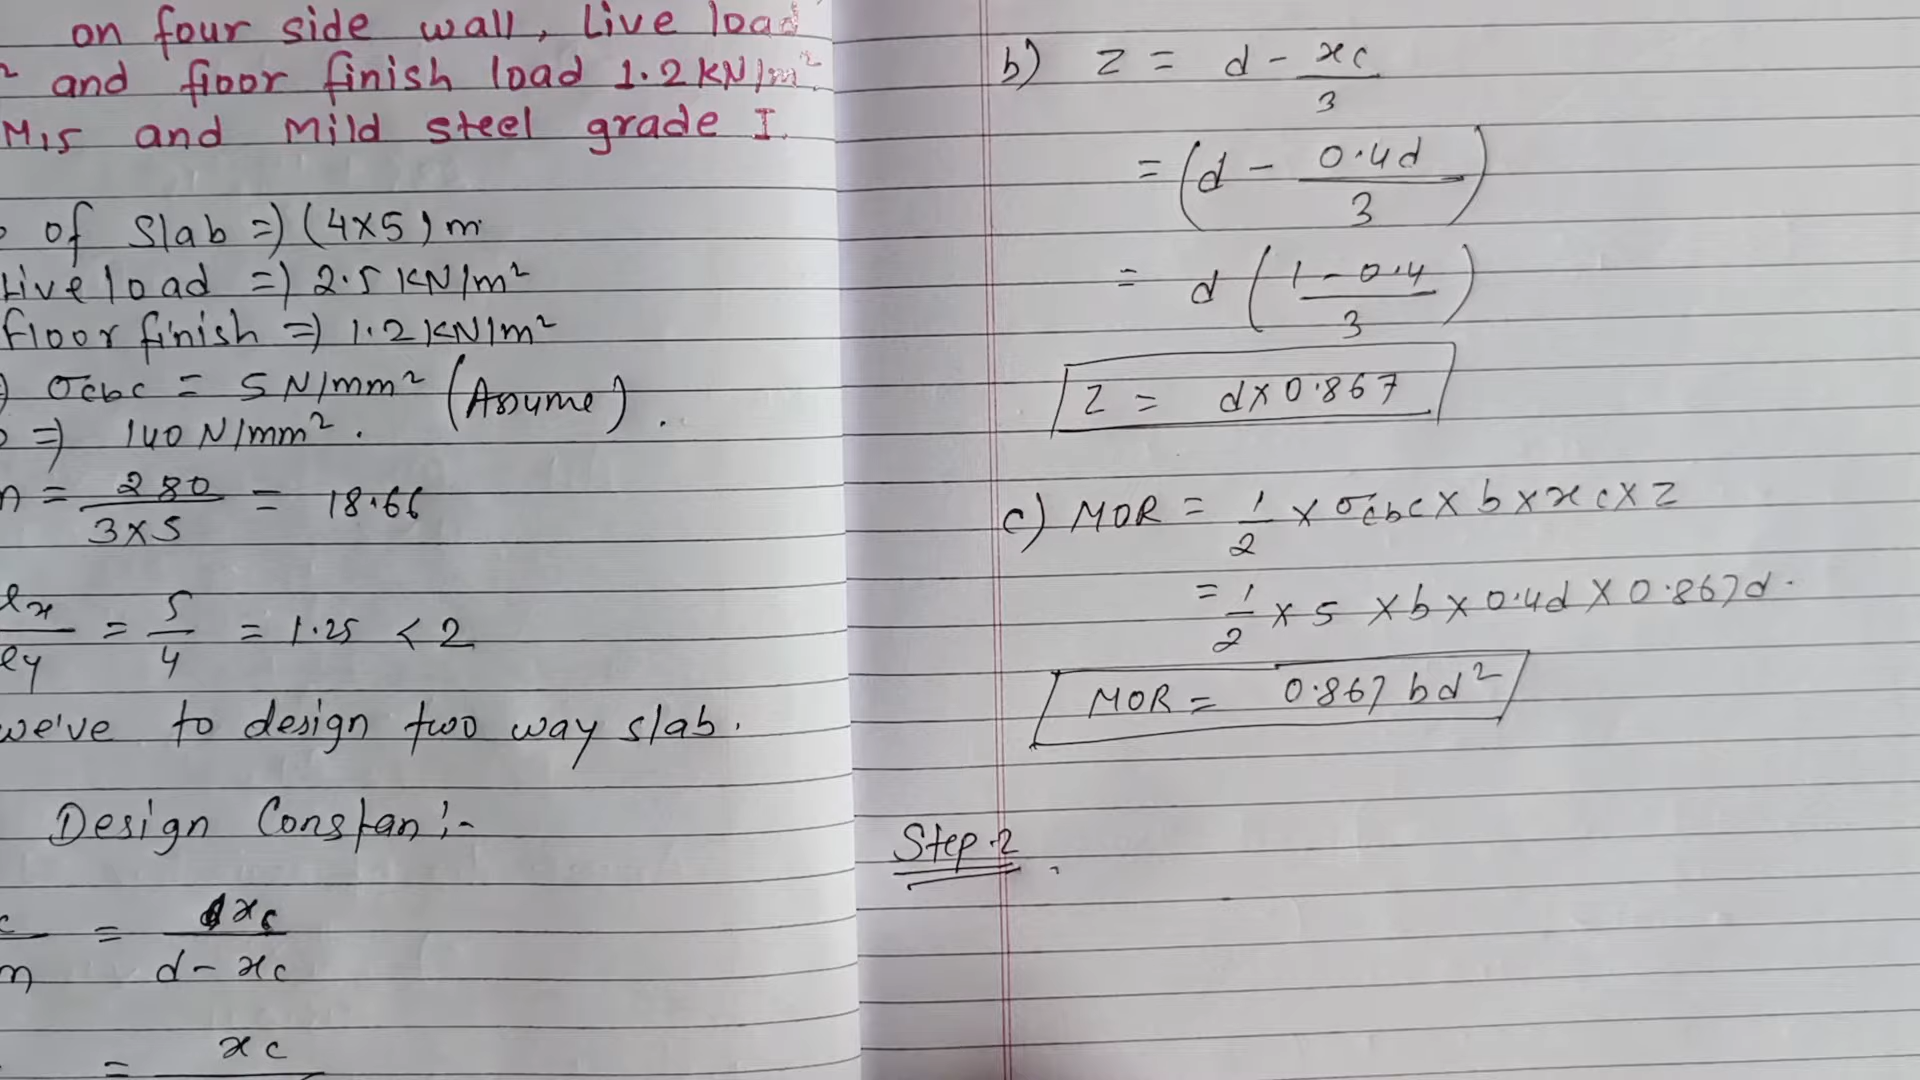 on four side wall, Live load
2 and floor finish load 1.2 KN/m2.
M15 and Mild steel grade I.
of Slab => (4X5) m
Live load => 2.5 KN/m2
floor finish => 1.2 KN/m2
σcbc = 5 N/mm2 (Assume).
=> 140 N/mm2.
m = 280/3X5 = 18.66
lx/ly = 5/4 = 1.25 < 2
we've to design two way slab.
Design Constan:-
= xc/d - xc
= xc
b) Z = d - xc/3
= (d - 0.4d/3)
= d (1 - 0.4/3)
Z = d X 0.867
c) MOR = 1/2 X σcbc X b X xc X Z
= 1/2 X 5 X b X 0.4d X 0.867d.
MOR = 0.867 bd2
Step-2